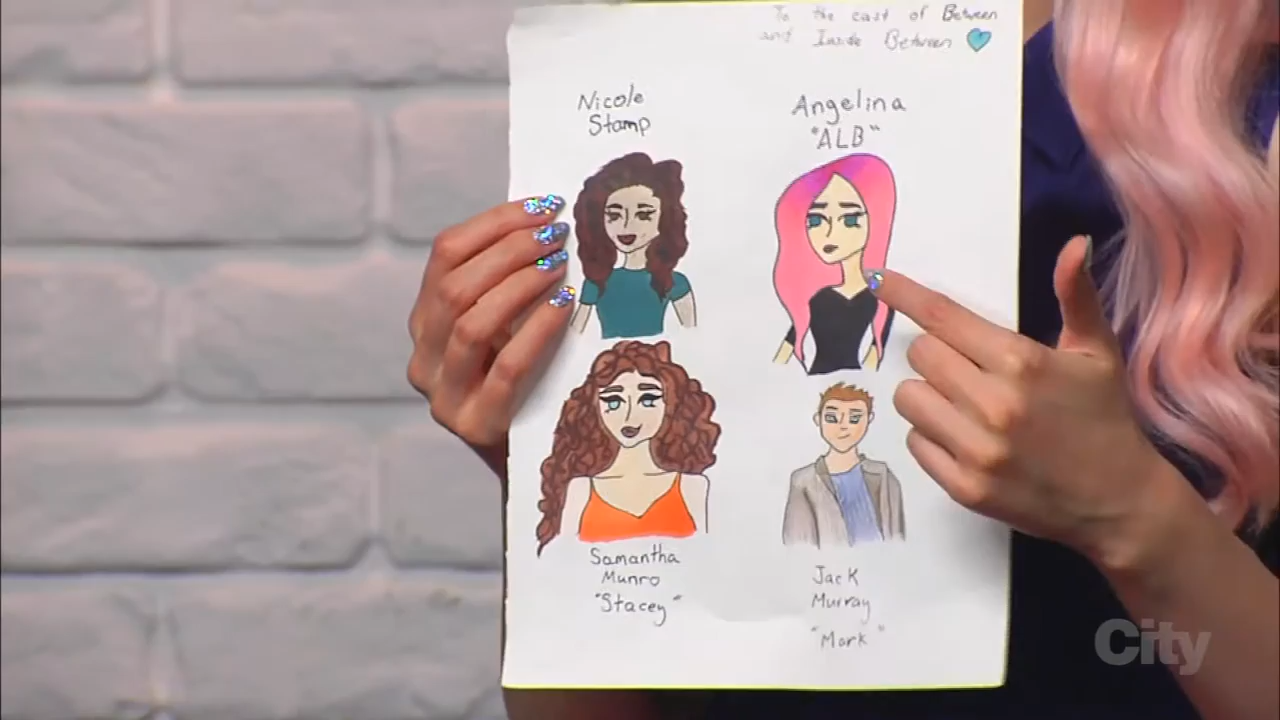 To the cast of Between
and Inside Between
Nicole
Stamp
Angelina
"ALB"
Samantha
Munro
"Stacey"
Jack
Murray
"Mark"
City